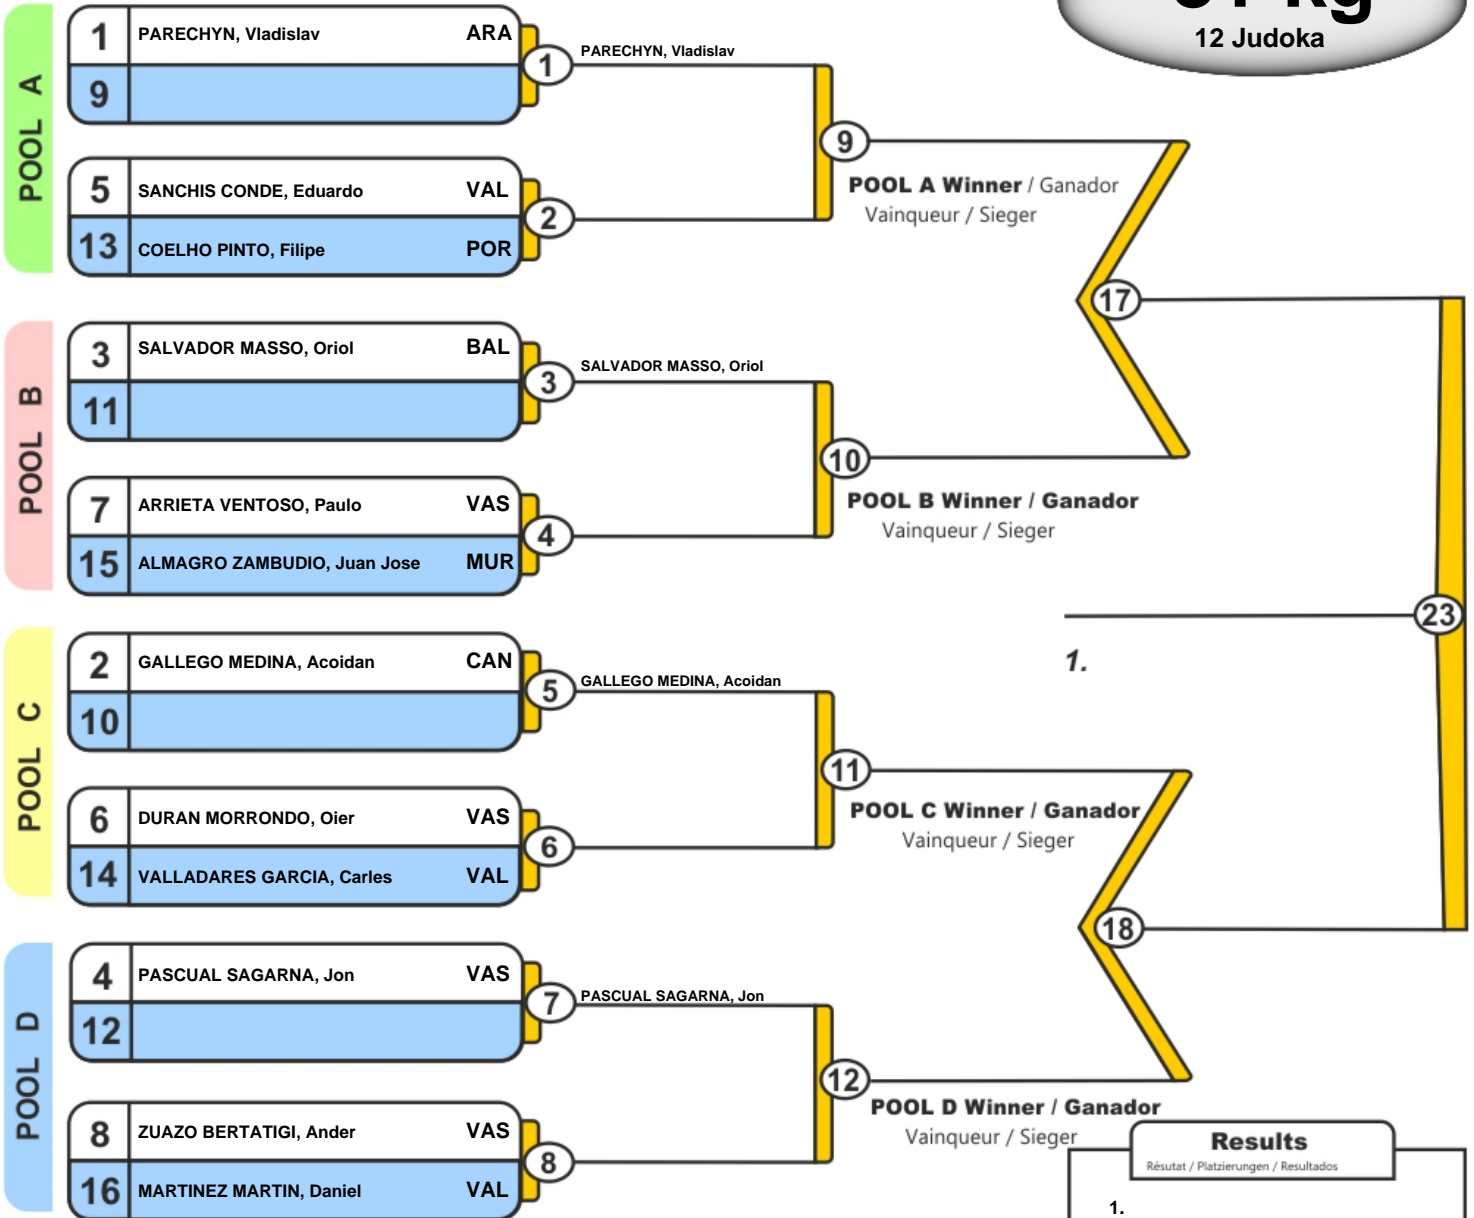 12 Judoka
POOL A
1 PARECHYN, Vladislav ARA
9
1
PARECHYN, Vladislav
5 SANCHIS CONDE, Eduardo VAL
13 COELHO PINTO, Filipe POR
2
9
POOL A Winner / Ganador
Vainqueur / Sieger
17
POOL B
3 SALVADOR MASSO, Oriol BAL
11
3
SALVADOR MASSO, Oriol
7 ARRIETA VENTOSO, Paulo VAS
15 ALMAGRO ZAMBUDIO, Juan Jose MUR
4
10
POOL B Winner / Ganador
Vainqueur / Sieger
23
1.
POOL C
2 GALLEGO MEDINA, Acoidan CAN
10
5
GALLEGO MEDINA, Acoidan
6 DURAN MORRONDO, Oier VAS
14 VALLADARES GARCIA, Carles VAL
6
11
POOL C Winner / Ganador
Vainqueur / Sieger
18
POOL D
4 PASCUAL SAGARNA, Jon VAS
12
7
PASCUAL SAGARNA, Jon
8 ZUAZO BERTATIGI, Ander VAS
16 MARTINEZ MARTIN, Daniel VAL
8
12
POOL D Winner / Ganador
Vainqueur / Sieger
Results
Résutat / Platzierungen / Resultados
1.